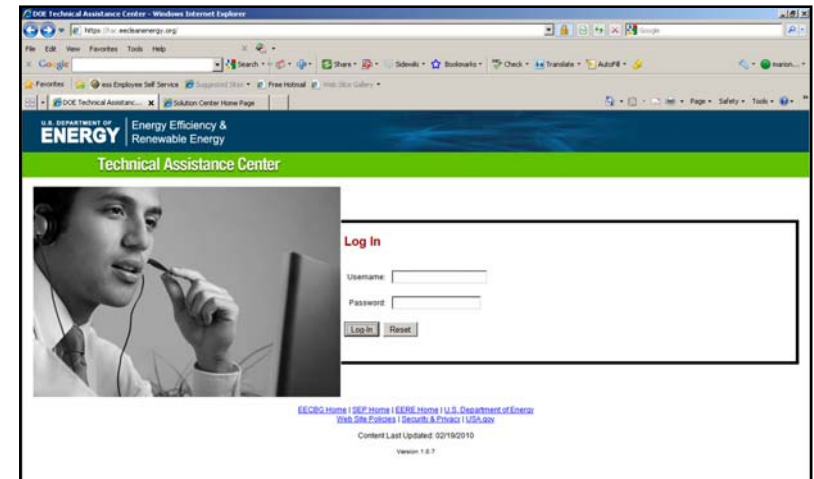 DOE Technical Assistance Center - Windows Internet Explorer
https://tac.eecleanenergy.org/
Google
File Edit View Favorites Tools Help
Google Search Share Sidewiki Bookmarks Check Translate AutoFill marion...
Favorites ess Employee Self Service Suggested Sites Free Hotmail Web Slice Gallery
DOE Technical Assistanc... Solution Center Home Page Page Safety Tools
U.S. DEPARTMENT OF
ENERGY
Energy Efficiency &
Renewable Energy
Technical Assistance Center
Log In
Username:
Password:
Log-In Reset
EECBG Home | SEP Home | EERE Home | U.S. Department of Energy
Web Site Policies | Security & Privacy | USA.gov
Content Last Updated: 02/19/2010
Version 1.6.7